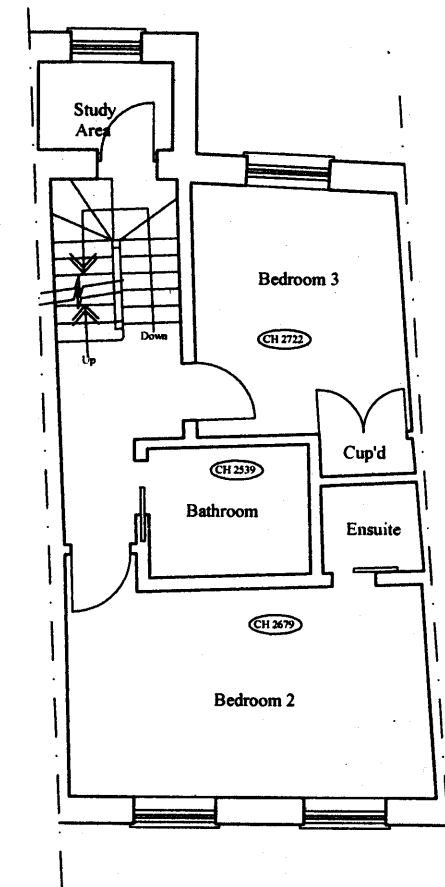 Study
Area
Bedroom 3
CH 2722
Down
Up
Cup'd
CH 2539
Bathroom
Ensuite
CH 2679
Bedroom 2